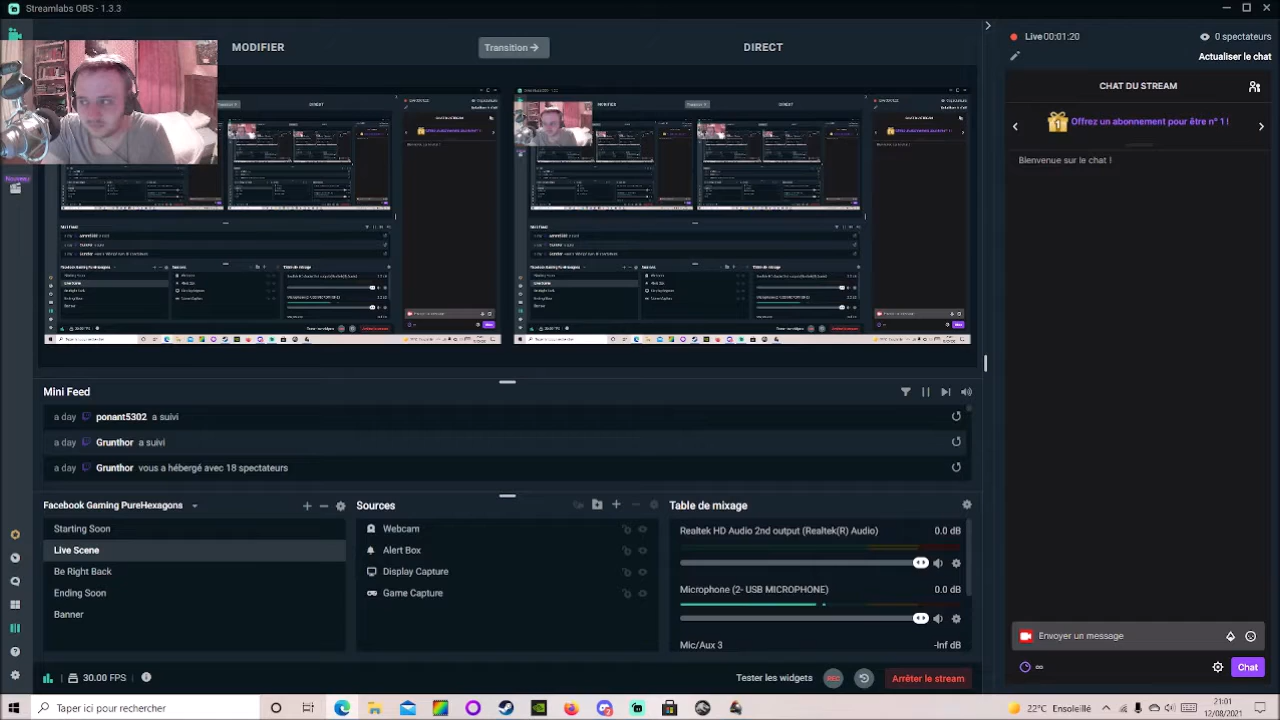 Streamlabs OBS - 1.3.3
MODIFIER
Transition
DIRECT
Live 00:01:20
0 spectateurs
Actualiser le chat
CHAT DU STREAM
Offrez un abonnement pour être n° 1 !
Bienvenue sur le chat !
Nouveau
Mini Feed
a day ponant5302 a suivi
a day Grunthor a suivi
a day Grunthor vous a hébergé avec 18 spectateurs
Facebook Gaming PureHexagons
Starting Soon
Live Scene
Be Right Back
Ending Soon
Banner
Sources
Webcam
Alert Box
Display Capture
Game Capture
Table de mixage
Realtek HD Audio 2nd output (Realtek(R) Audio) 0.0 dB
Microphone (2- USB MICROPHONE) 0.0 dB
Mic/Aux 3 -Inf dB
Envoyer un message
Chat
30.00 FPS
Tester les widgets
REC
Arrêter le stream
Taper ici pour rechercher
22°C Ensoleillé
21:01
12/08/2021